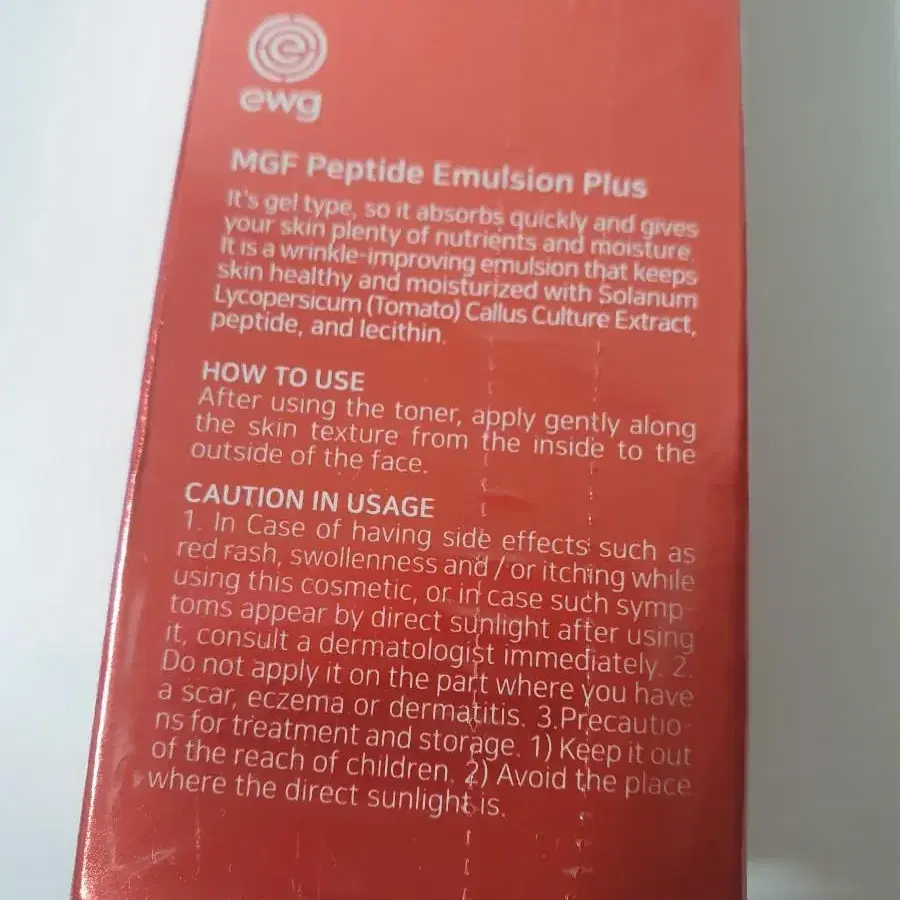 ewg
MGF Peptide Emulsion Plus
It's gel type, so it absorbs quickly and gives
your skin plenty of nutrients and moisture.
It is a wrinkle-improving emulsion that keeps
skin healthy and moisturized with Solanum
Lycopersicum (Tomato) Callus Culture Extract,
peptide, and lecithin.
HOW TO USE
After using the toner, apply gently along
the skin texture from the inside to the
outside of the face.
CAUTION IN USAGE
1. In Case of having side effects such as
red rash, swollenness and / or itching while
using this cosmetic, or in case such symp-
toms appear by direct sunlight after using
it, consult a dermatologist immediately. 2.
Do not apply it on the part where you have
a scar, eczema or dermatitis. 3.Precautio-
ns for treatment and storage. 1) Keep it out
of the reach of children. 2) Avoid the place
where the direct sunlight is.